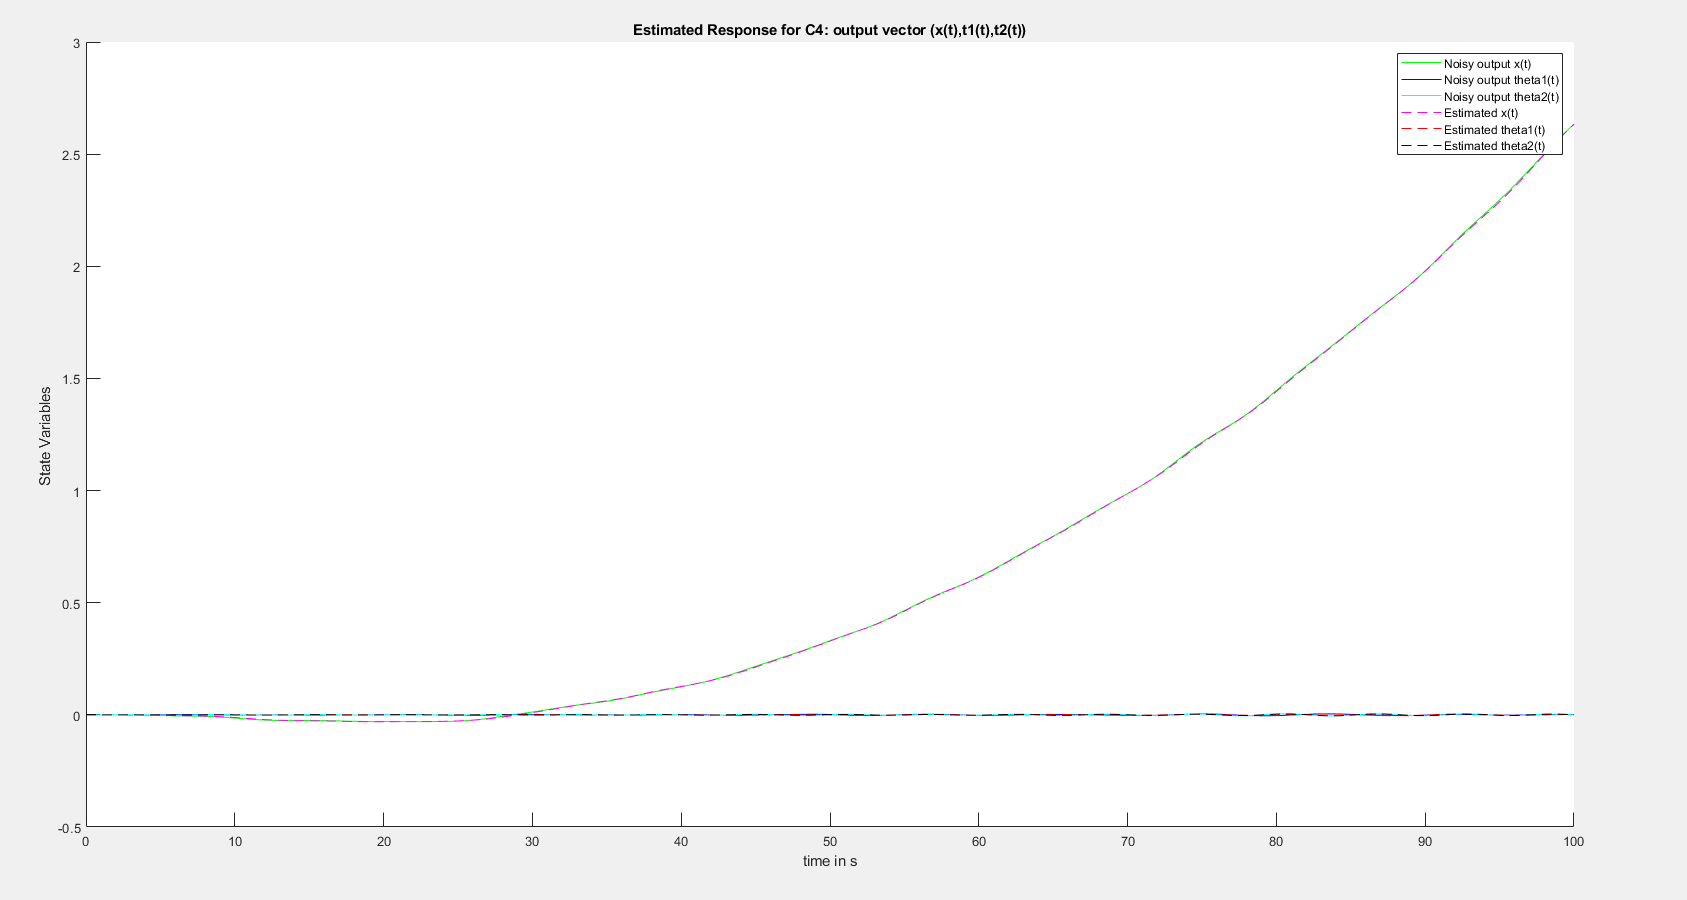 Estimated Response for C4: output vector (x(t),t1(t),t2(t))
3
2.5
2
1.5
1
0.5
0
-0.5
State Variables
Noisy output x(t)
Noisy output theta1(t)
Noisy output theta2(t)
Estimated x(t)
Estimated theta1(t)
Estimated theta2(t)
0 10 20 30 40 50 60 70 80 90 100
time in s